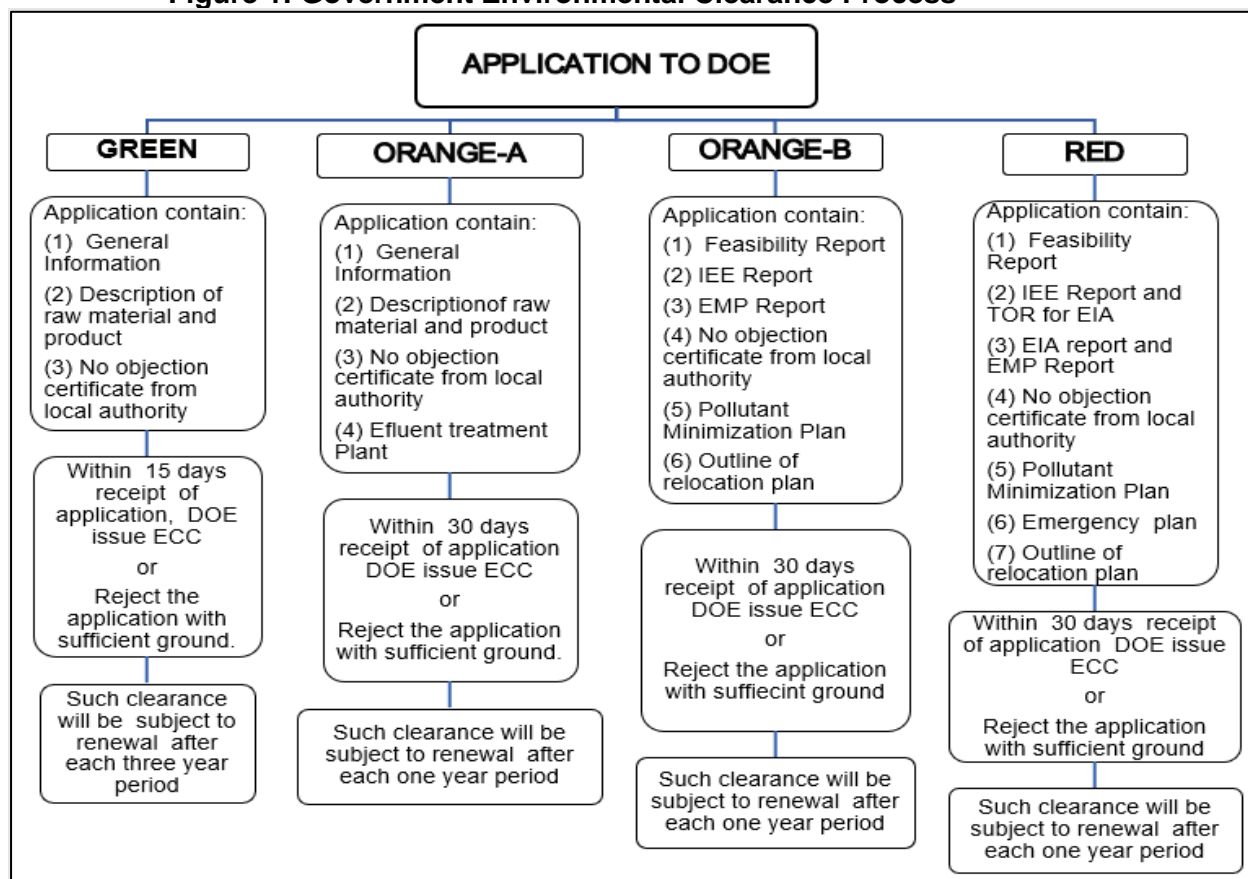 Figure 1: Government Environmental Clearance Process
APPLICATION TO DOE
GREEN
Application contain:
(1) General
Information
(2) Description of
raw material and
product
(3) No objection
certificate from
local authority
Within 15 days
receipt of
application, DOE
issue ECC
or
Reject the
application with
sufficient ground.
Such clearance
will be subject to
renewal after
each three year
period
ORANGE-A
Application contain:
(1) General
Information
(2) Descriptionof raw
material and product
(3) No objection
certificate from local
authority
(4) Efluent treatment
Plant
Within 30 days
receipt of application
DOE issue ECC
or
Reject the application
with sufficient ground.
Such clearance will be
subject to renewal after
each one year period
ORANGE-B
Application contain:
(1) Feasibility Report
(2) IEE Report
(3) EMP Report
(4) No objection
certificate from local
authority
(5) Pollutant
Minimization Plan
(6) Outline of
relocation plan
Within 30 days
receipt of application
DOE issue ECC
or
Reject the application
with suffiecint ground
Such clearance will be
subject to renewal after
each one year period
RED
Application contain:
(1) Feasibility
Report
(2) IEE Report and
TOR for EIA
(3) EIA report and
EMP Report
(4) No objection
certificate from local
authority
(5) Pollutant
Minimization Plan
(6) Emergency plan
(7) Outline of
relocation plan
Within 30 days receipt
of application DOE issue
ECC
or
Reject the application
with sufficient ground
Such clearance will be
subject to renewal after
each one year period